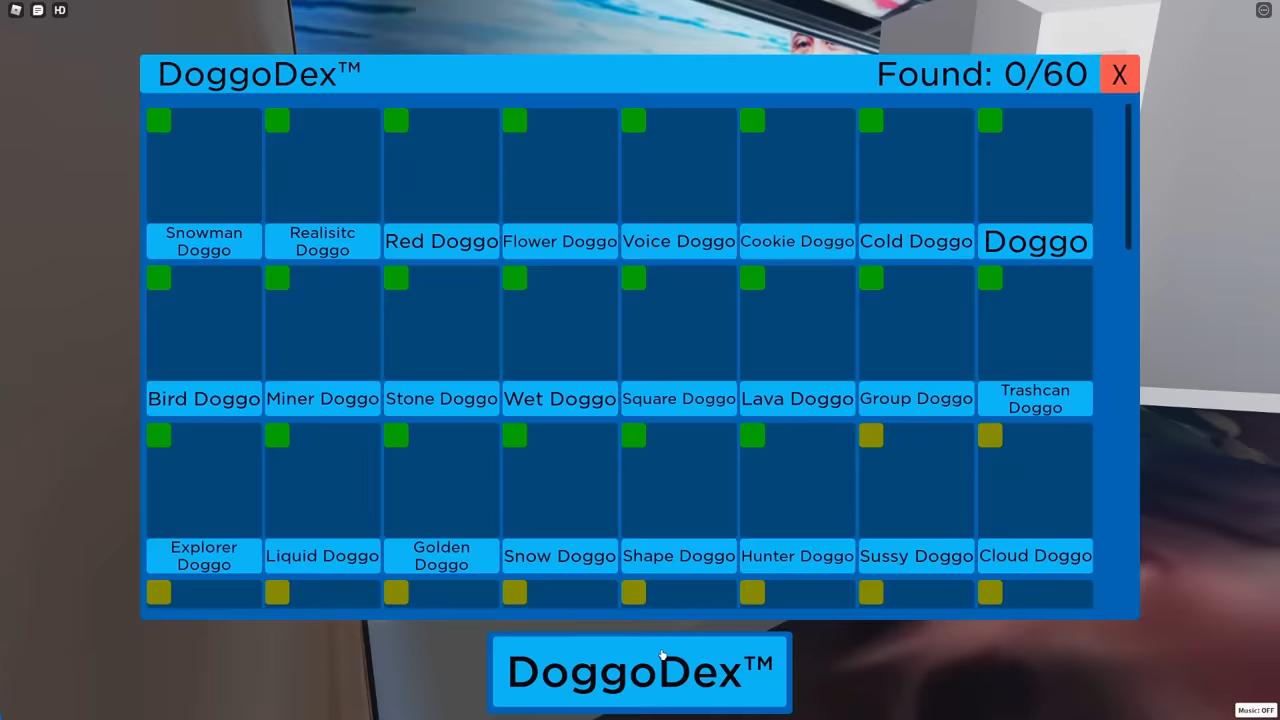 HD
DoggoDex™
Found: 0/60
X
Snowman
Doggo
Realisitc
Doggo
Red Doggo
Flower Doggo
Voice Doggo
Cookie Doggo
Cold Doggo
Doggo
Bird Doggo
Miner Doggo
Stone Doggo
Wet Doggo
Square Doggo
Lava Doggo
Group Doggo
Trashcan
Doggo
Explorer
Doggo
Liquid Doggo
Golden
Doggo
Snow Doggo
Shape Doggo
Hunter Doggo
Sussy Doggo
Cloud Doggo
DoggoDex™
Music: OFF